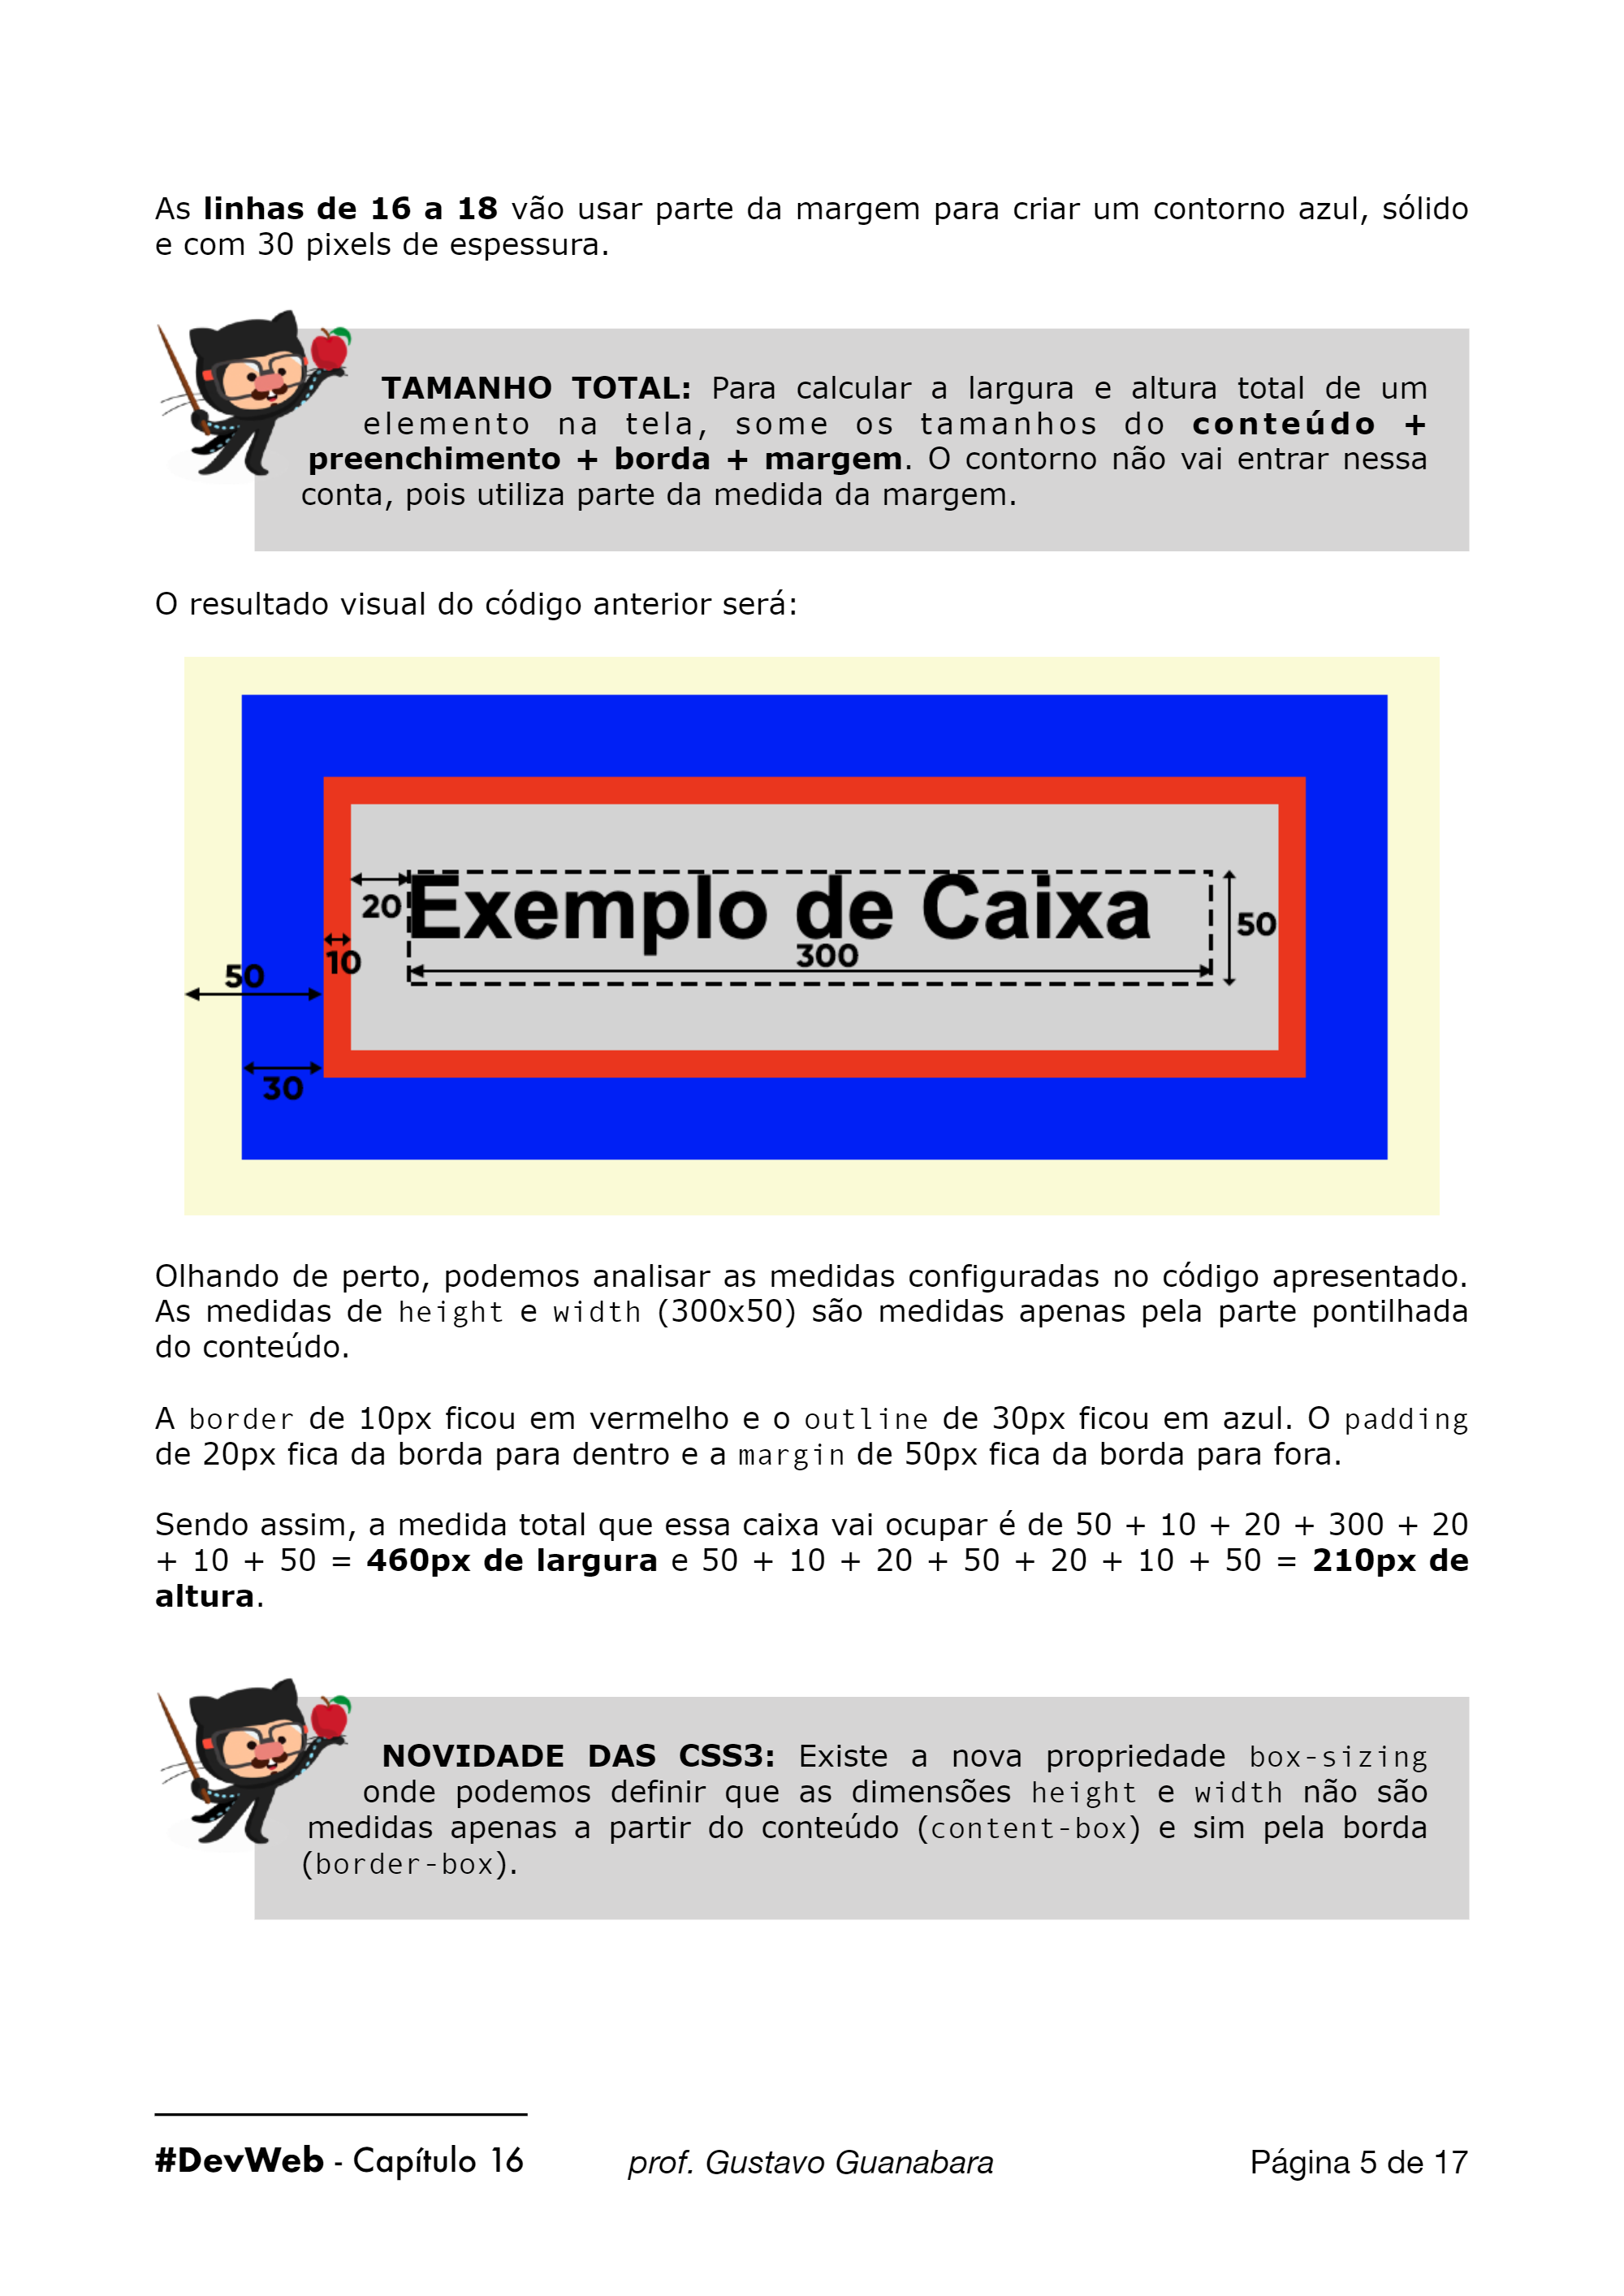 As linhas de 16 a 18 vão usar parte da margem para criar um contorno azul, sólido
e com 30 pixels de espessura.
TAMANHO TOTAL: Para calcular a largura e altura total de um
elemento na tela, some os tamanhos do conteúdo +
preenchimento + borda + margem. O contorno não vai entrar nessa
conta, pois utiliza parte da medida da margem.
O resultado visual do código anterior será:
20
Exemplo de Caixa
50
10
300
50
30
Olhando de perto, podemos analisar as medidas configuradas no código apresentado.
As medidas de height e width (300x50) são medidas apenas pela parte pontilhada
do conteúdo.
A border de 10px ficou em vermelho e o outline de 30px ficou em azul. O padding
de 20px fica da borda para dentro e a margin de 50px fica da borda para fora.
Sendo assim, a medida total que essa caixa vai ocupar é de 50 + 10 + 20 + 300 + 20
+ 10 + 50 = 460px de largura e 50 + 10 + 20 + 50 + 20 + 10 + 50 = 210px de
altura.
NOVIDADE DAS CSS3: Existe a nova propriedade box-sizing
onde podemos definir que as dimensões height e width não são
medidas apenas a partir do conteúdo (content-box) e sim pela borda
(border-box).
#DevWeb - Capítulo 16 prof. Gustavo Guanabara Página 5 de 17